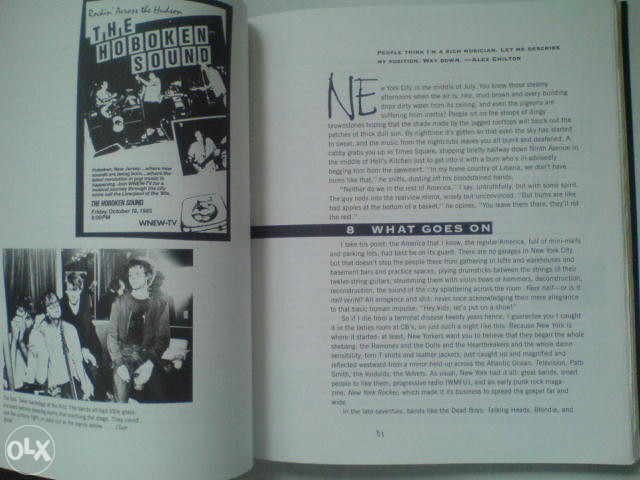 Rockin' Across the Hudson
THE
HOBOKEN
SOUND
Hoboken, New Jersey...where new
sounds are being born...where the
latest revolution in pop music is
happening. Join WNEW-TV for a
musical journey through the city
some call the Liverpool of the '80s.
THE HOBOKEN SOUND
Friday, October 18, 1985
9:00PM
WNEW-TV
PEOPLE THINK I'M A RICH MUSICIAN. LET ME DESCRIBE
MY POSITION. WAY DOWN. —ALEX CHILTON
NEw York City in the middle of July. You know those steamy
afternoons when the air is, like, mud brown and every building
drips dirty water from its ceiling, and even the pigeons are
suffering from inertia? People sit on the stoops of dingy
brownstones hoping that the shade made by the jagged rooftops will block out the
patches of thick dull sun. By nighttime it's gotten so that even the sky has started
to sweat, and the music from the nightclubs leaves you all burnt and deafened. A
cabby grabs you up in Times Square, stopping briefly halfway down Ninth Avenue in
the middle of Hell's Kitchen just to get into it with a bum who's ill-advisedly
begging him from the pavement. "In my home country of Liberia, we don't have
bums like that," he sniffs, dusting off his bloodstained hands.
"Neither do we in the rest of America," I say, untruthfully, but with some spirit.
The guy nods into the rearview mirror, wisely but unconvinced. "But bums are like
bad apples at the bottom of a basket," he opines. "You leave them there, they'll rot
the rest."
8 WHAT GOES ON
I take his point: the America that I know, the regular America, full of mini-malls
and parking lots, had best be on its guard. There are no garages in New York City,
but that doesn't stop the people there from gathering in lofts and warehouses and
basement bars and practice spaces, plying drumsticks between the strings of their
twelve-string guitars, strumming them with violin bows or hammers, deconstruction,
reconstruction, the sound of the city splattering across the room. Faux naïf—or is it
naïf verité? All arrogance and shit: never once acknowledging their mere allegiance
to that basic human impulse: "Hey kids, let's put on a show!"
So if I die from a terminal disease twenty years hence, I guarantee you I caught
it in the ladies room at CB's, on just such a night like this. Because New York is
where it started: at least, New Yorkers want you to believe that they began the whole
shebang: the Ramones and the Dolls and the Heartbreakers and the whole damn
sensibility, torn T-shirts and leather jackets, just caught up and magnified and
reflected westward from a mirror held up across the Atlantic Ocean. Television, Patti
Smith, the Voidoids, the Velvets. As usual, New York had it all: great bands, smart
people to like them, progressive radio (WMFU), and an early punk rock maga-
zine, New York Rocker, which made it its business to spread the gospel far and
wide.
In the late seventies, bands like the Dead Boys, Talking Heads, Blondie, and
OLX